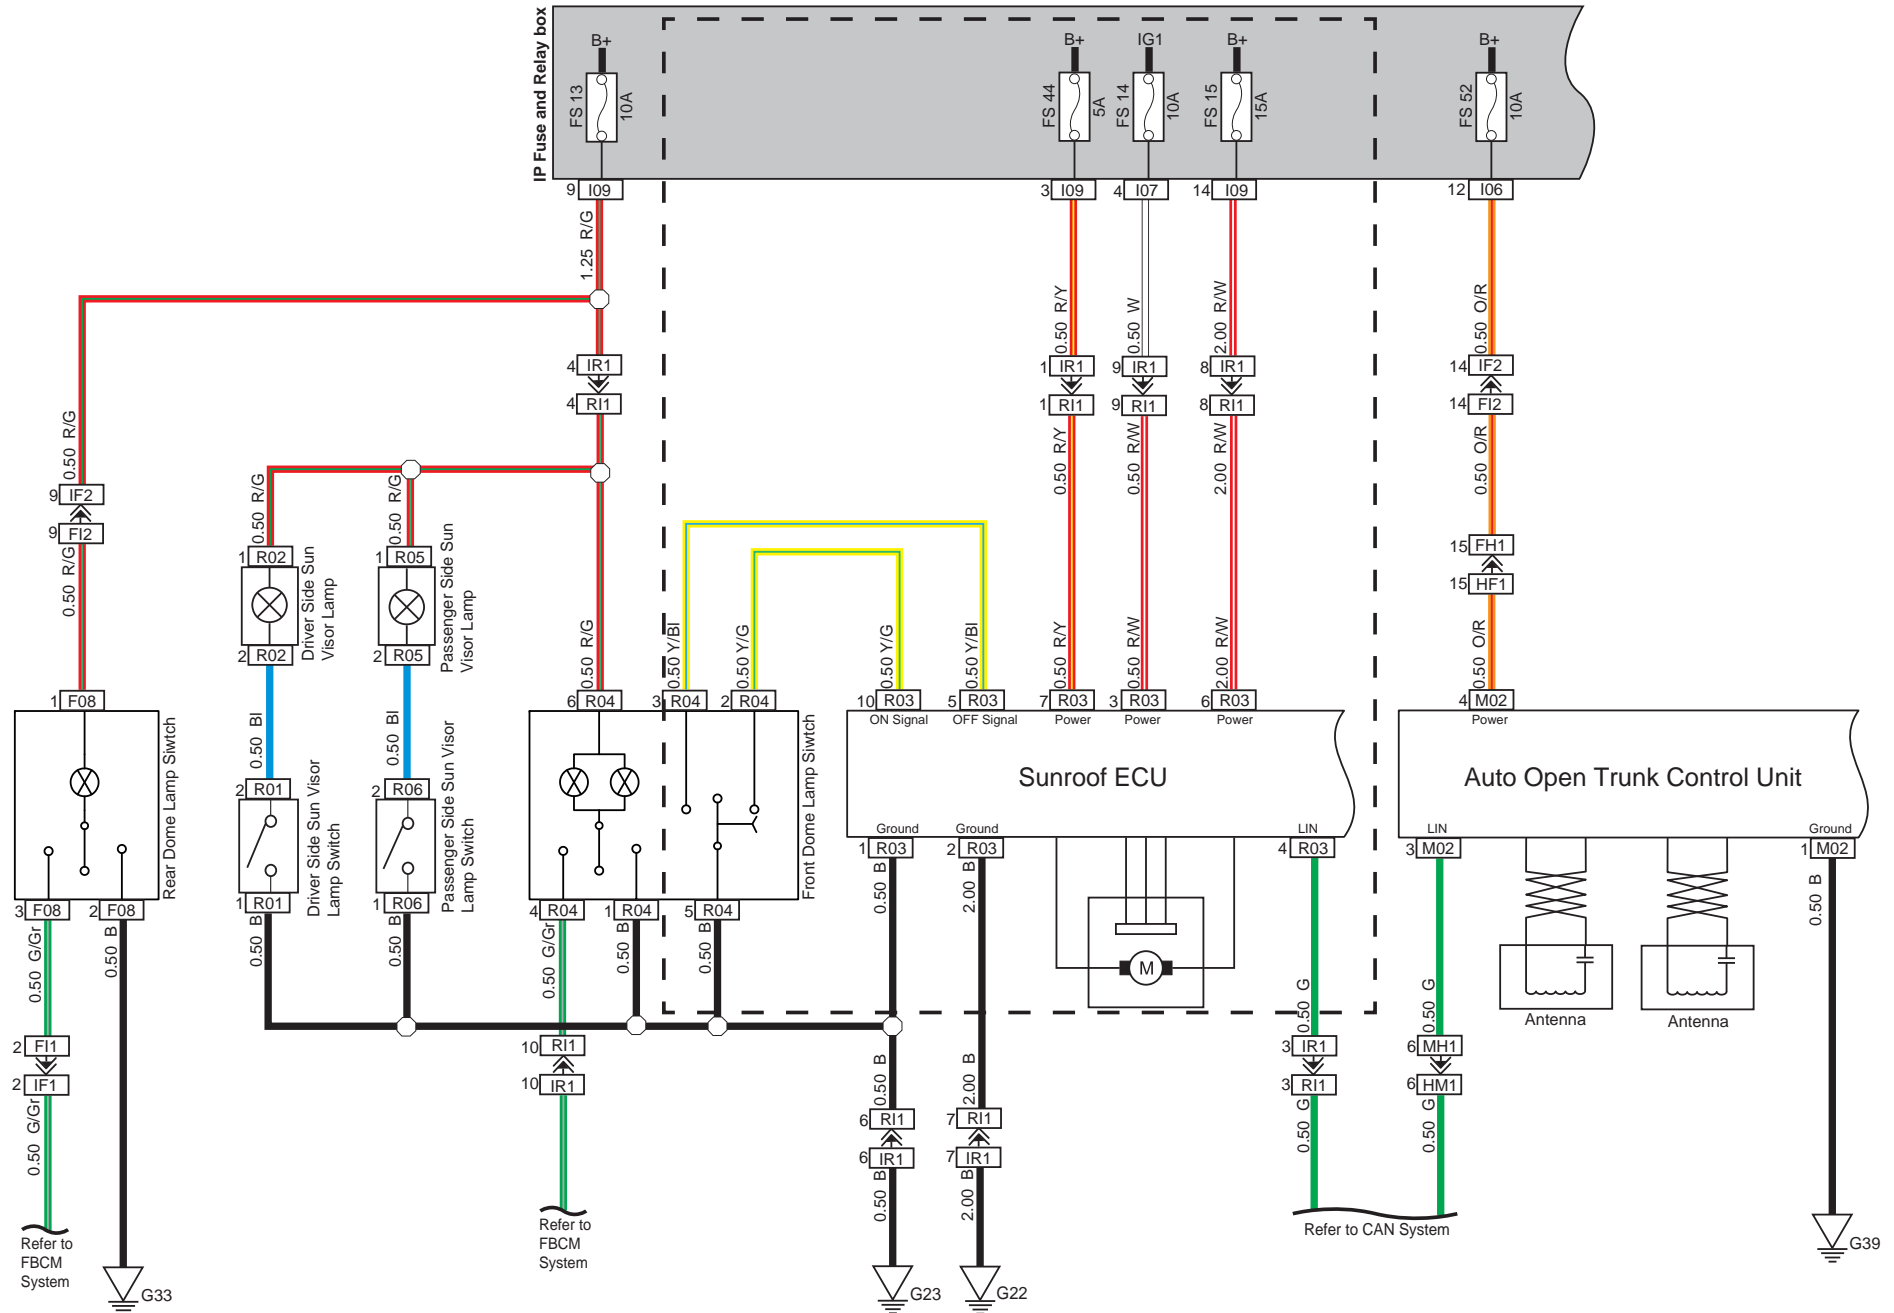 IP Fuse and Relay box
B+
B+
IG1
B+
B+
FS 13
10A
FS 44
5A
FS 14
10A
FS 15
15A
FS 52
10A
9 I09
3 I09
4 I07
14 I09
12 I06
1.25 R/G
0.50 R/Y
0.50 W
2.00 R/W
0.50 O/R
4 IR1
1 IR1
9 IR1
8 IR1
14 IF2
4 RI1
1 RI1
9 RI1
8 RI1
14 FI2
0.50 R/G
0.50 R/G
0.50 R/G
0.50 R/Y
0.50 R/W
2.00 R/W
0.50 O/R
9 IF2
9 FI2
0.50 R/G
1 R02
1 R05
15 FH1
15 HF1
Driver Side Sun
Visor Lamp
Passenger Side Sun
Visor Lamp
2 R02
2 R05
0.50 R/G
0.50 Y/Bl
0.50 Y/G
0.50 Y/G
0.50 Y/Bl
0.50 R/Y
0.50 R/W
2.00 R/W
0.50 O/R
1 F08
6 R04
3 R04
2 R04
10 R03
5 R03
7 R03
3 R03
6 R03
4 M02
ON Signal
OFF Signal
Power
Power
Power
Power
0.50 Bl
0.50 Bl
Rear Dome Lamp Siwtch
2 R01
2 R06
Driver Side Sun Visor
Lamp Switch
Passenger Side Sun Visor
Lamp Switch
Front Dome Lamp Siwtch
Sunroof ECU
Auto Open Trunk Control Unit
Ground
Ground
LIN
LIN
Ground
1 R03
2 R03
4 R03
3 M02
1 M02
3 F08
2 F08
1 R01
1 R06
4 R04
1 R04
5 R04
0.50 G/Gr
0.50 B
0.50 B
0.50 B
0.50 G/Gr
0.50 B
0.50 B
0.50 B
2.00 B
0.50 G
0.50 G
0.50 B
M
Antenna
Antenna
2 FI1
10 RI1
3 IR1
6 MH1
2 IF1
10 IR1
3 RI1
6 HM1
0.50 B
2.00 B
6 RI1
7 RI1
6 IR1
7 IR1
0.50 G/Gr
0.50 B
2.00 B
0.50 G
0.50 G
Refer to
FBCM
System
Refer to
FBCM
System
Refer to CAN System
G33
G23
G22
G39